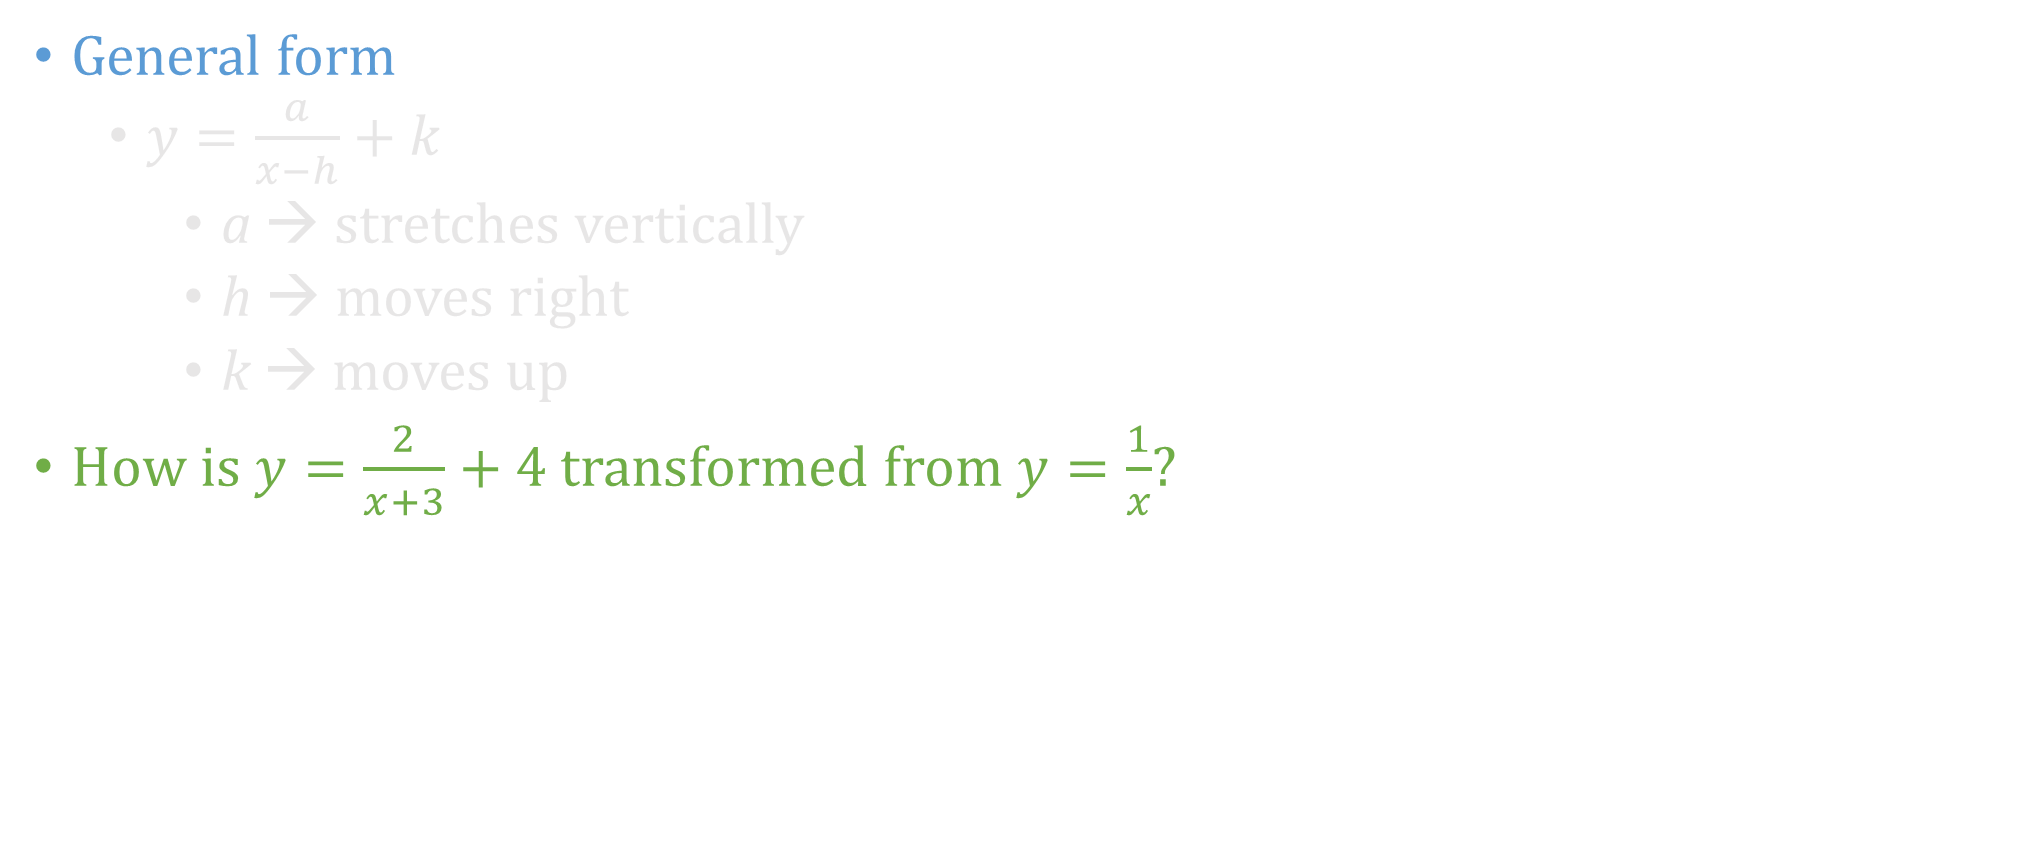 • General form
• y = a/(x−h) + k
• a → stretches vertically
• h → moves right
• k → moves up
• How is y = 2/(x+3) + 4 transformed from y = 1/x?